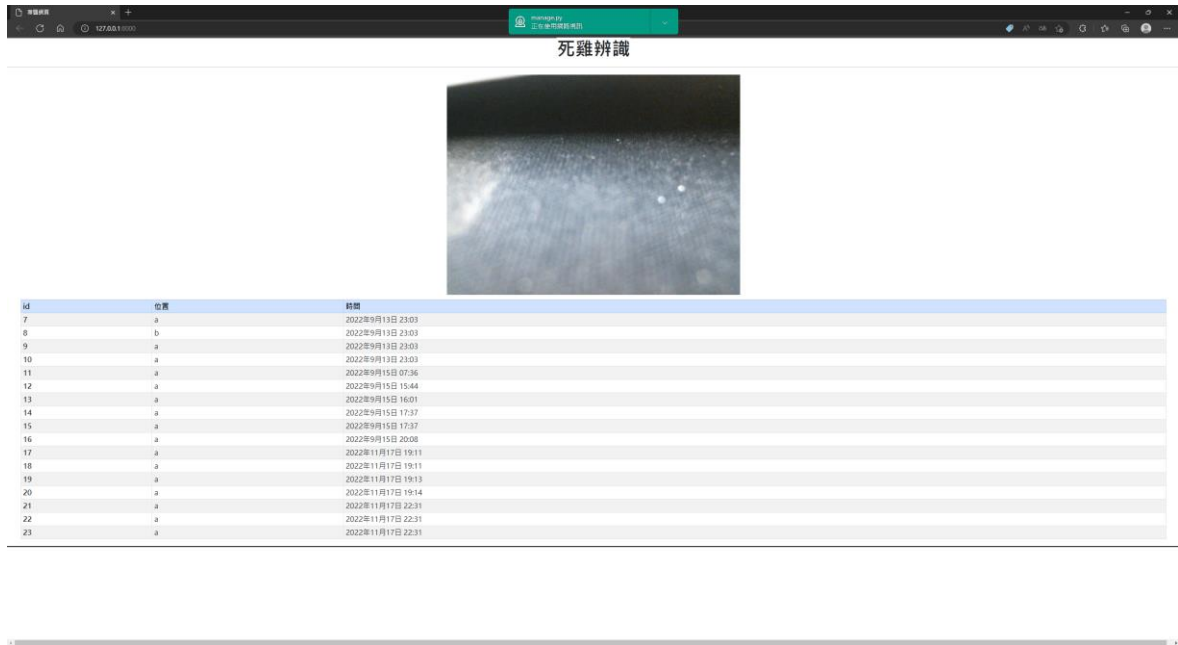 manage.py
127.0.0.1:8000
死雞辨識
id 位置 時間
7 a 2022年9月13日 23:03
8 b 2022年9月13日 23:03
9 a 2022年9月13日 23:03
10 a 2022年9月13日 23:03
11 a 2022年9月15日 07:36
12 a 2022年9月15日 15:44
13 a 2022年9月15日 16:01
14 a 2022年9月15日 17:37
15 a 2022年9月15日 17:37
16 a 2022年9月15日 20:08
17 a 2022年11月17日 19:11
18 a 2022年11月17日 19:11
19 a 2022年11月17日 19:13
20 a 2022年11月17日 19:14
21 a 2022年11月17日 22:31
22 a 2022年11月17日 22:31
23 a 2022年11月17日 22:31